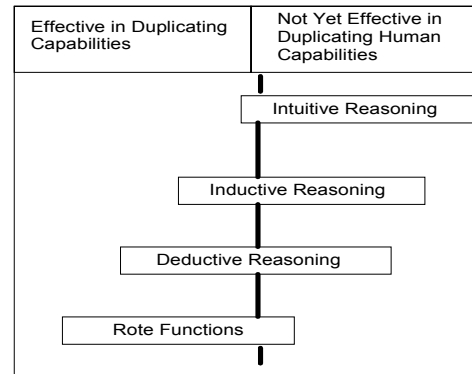 Effective in Duplicating
Capabilities
Not Yet Effective in
Duplicating Human
Capabilities
Intuitive Reasoning
Inductive Reasoning
Deductive Reasoning
Rote Functions